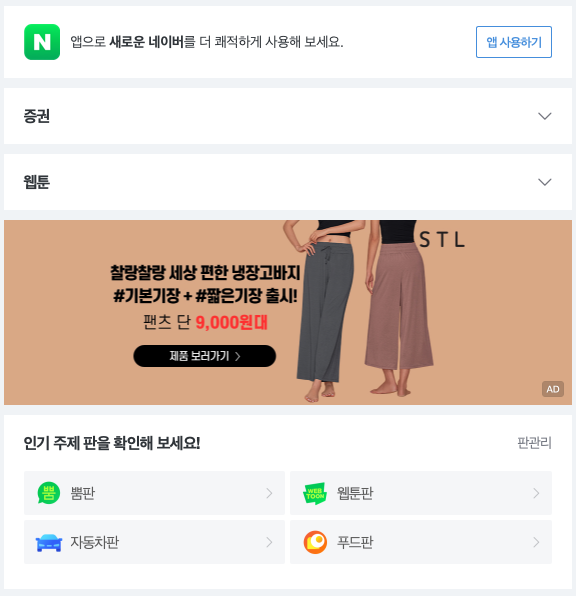 N 앱으로 새로운 네이버를 더 쾌적하게 사용해 보세요. 앱 사용하기
증권
웹툰
STL
찰랑찰랑 세상 편한 냉장고바지
#기본기장 + #짧은기장 출시!
팬츠 단 9,000원대
제품 보러가기
AD
인기 주제 판을 확인해 보세요! 판관리
뿜 뿜판
WEB
TOON 웹툰판
자동차판
푸드판